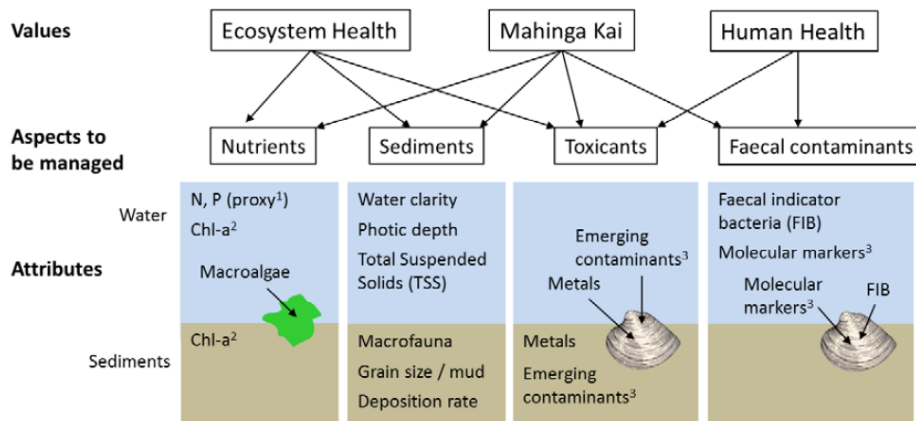 Values
Ecosystem Health
Mahinga Kai
Human Health
Aspects to
be managed
Nutrients
Sediments
Toxicants
Faecal contaminants
Attributes
Water
N, P (proxy¹)
Chl-a²
Macroalgae
Water clarity
Photic depth
Total Suspended
Solids (TSS)
Emerging
contaminants³
Metals
Faecal indicator
bacteria (FIB)
Molecular markers³
Molecular
markers³
FIB
Sediments
Chl-a²
Macrofauna
Grain size / mud
Deposition rate
Metals
Emerging
contaminants³